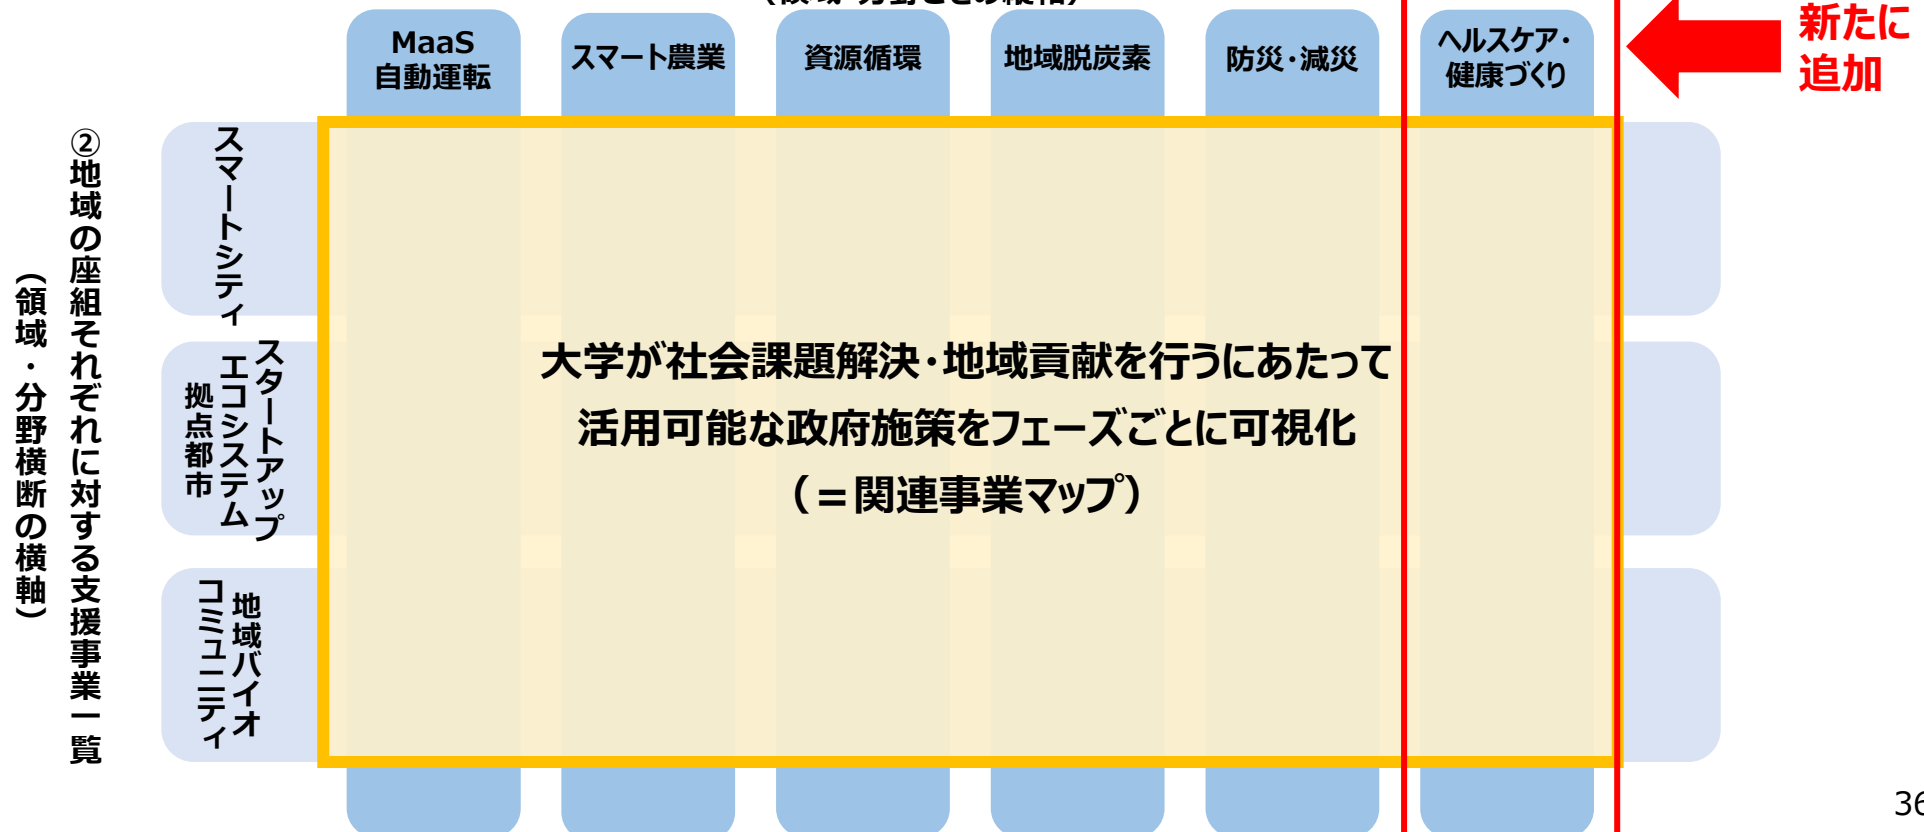 MaaS
自動運転
スマート農業
資源循環
地域脱炭素
防災・減災
ヘルスケア・
健康づくり
新たに
追加
②地域の座組それぞれに対する支援事業一覧
（領域・分野横断の横軸）
スマートシティ
スタートアップ
エコシステム
拠点都市
地域バイオ
コミュニティ
大学が社会課題解決・地域貢献を行うにあたって
活用可能な政府施策をフェーズごとに可視化
（＝関連事業マップ）
36